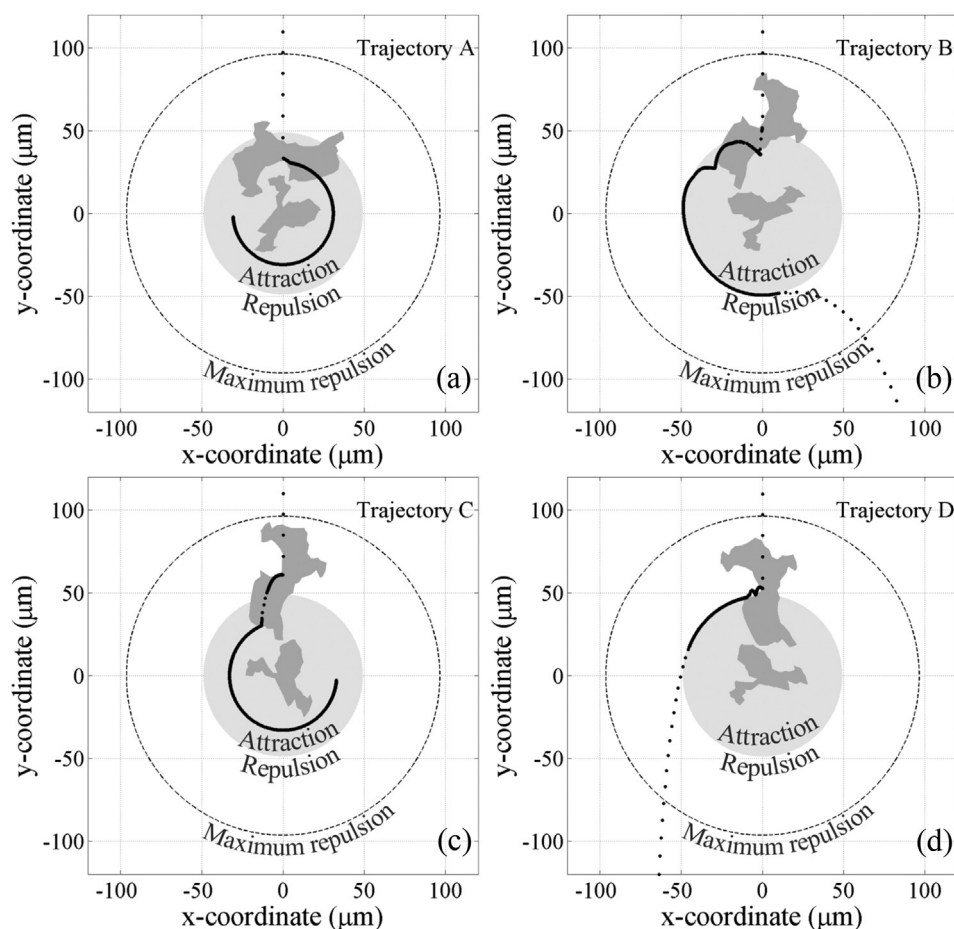 Trajectory A
100
50
0
-50
-100
y-coordinate (μm)
Attraction
Repulsion
Maximum repulsion
(a)
-100 -50 0 50 100
x-coordinate (μm)
Trajectory B
100
50
0
-50
-100
y-coordinate (μm)
Attraction
Repulsion
Maximum repulsion
(b)
-100 -50 0 50 100
x-coordinate (μm)
Trajectory C
100
50
0
-50
-100
y-coordinate (μm)
Attraction
Repulsion
Maximum repulsion
(c)
-100 -50 0 50 100
x-coordinate (μm)
Trajectory D
100
50
0
-50
-100
y-coordinate (μm)
Attraction
Repulsion
Maximum repulsion
(d)
-100 -50 0 50 100
x-coordinate (μm)